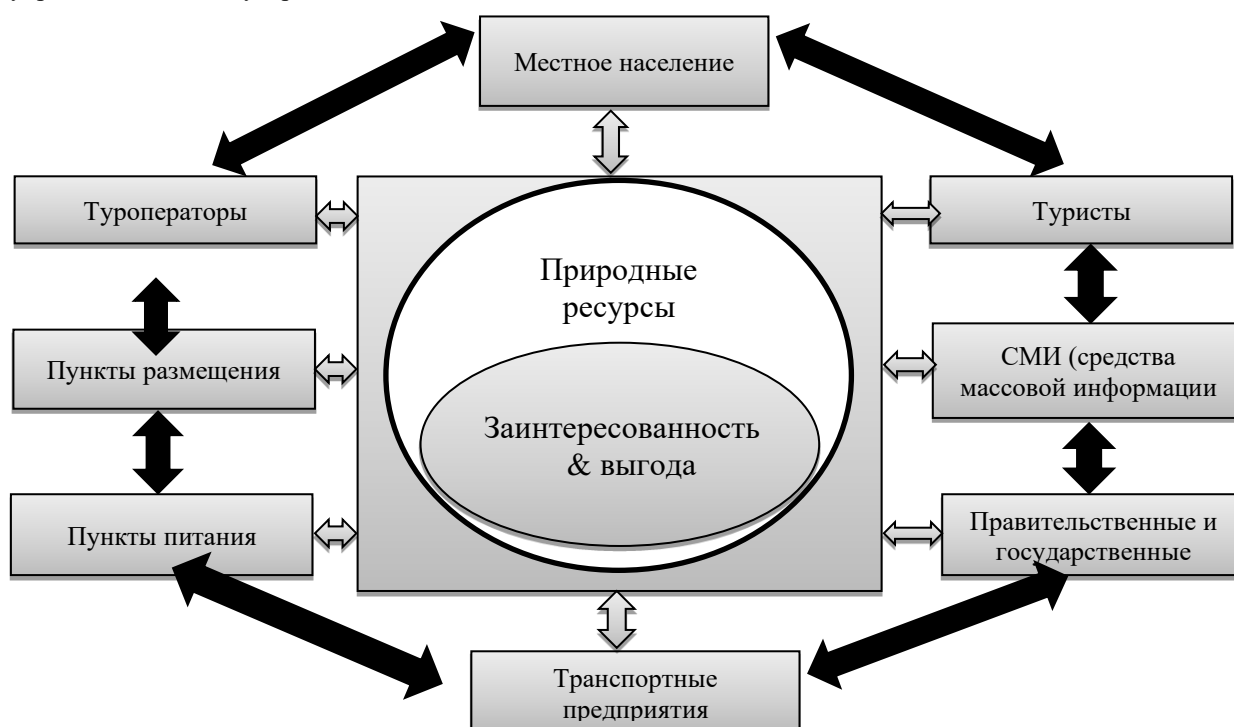 Местное население
Туроператоры
Туристы
Природные
ресурсы
Пункты размещения
СМИ (средства
массовой информации
Заинтересованность
& выгода
Пункты питания
Правительственные и
государственные
Транспортные
предприятия